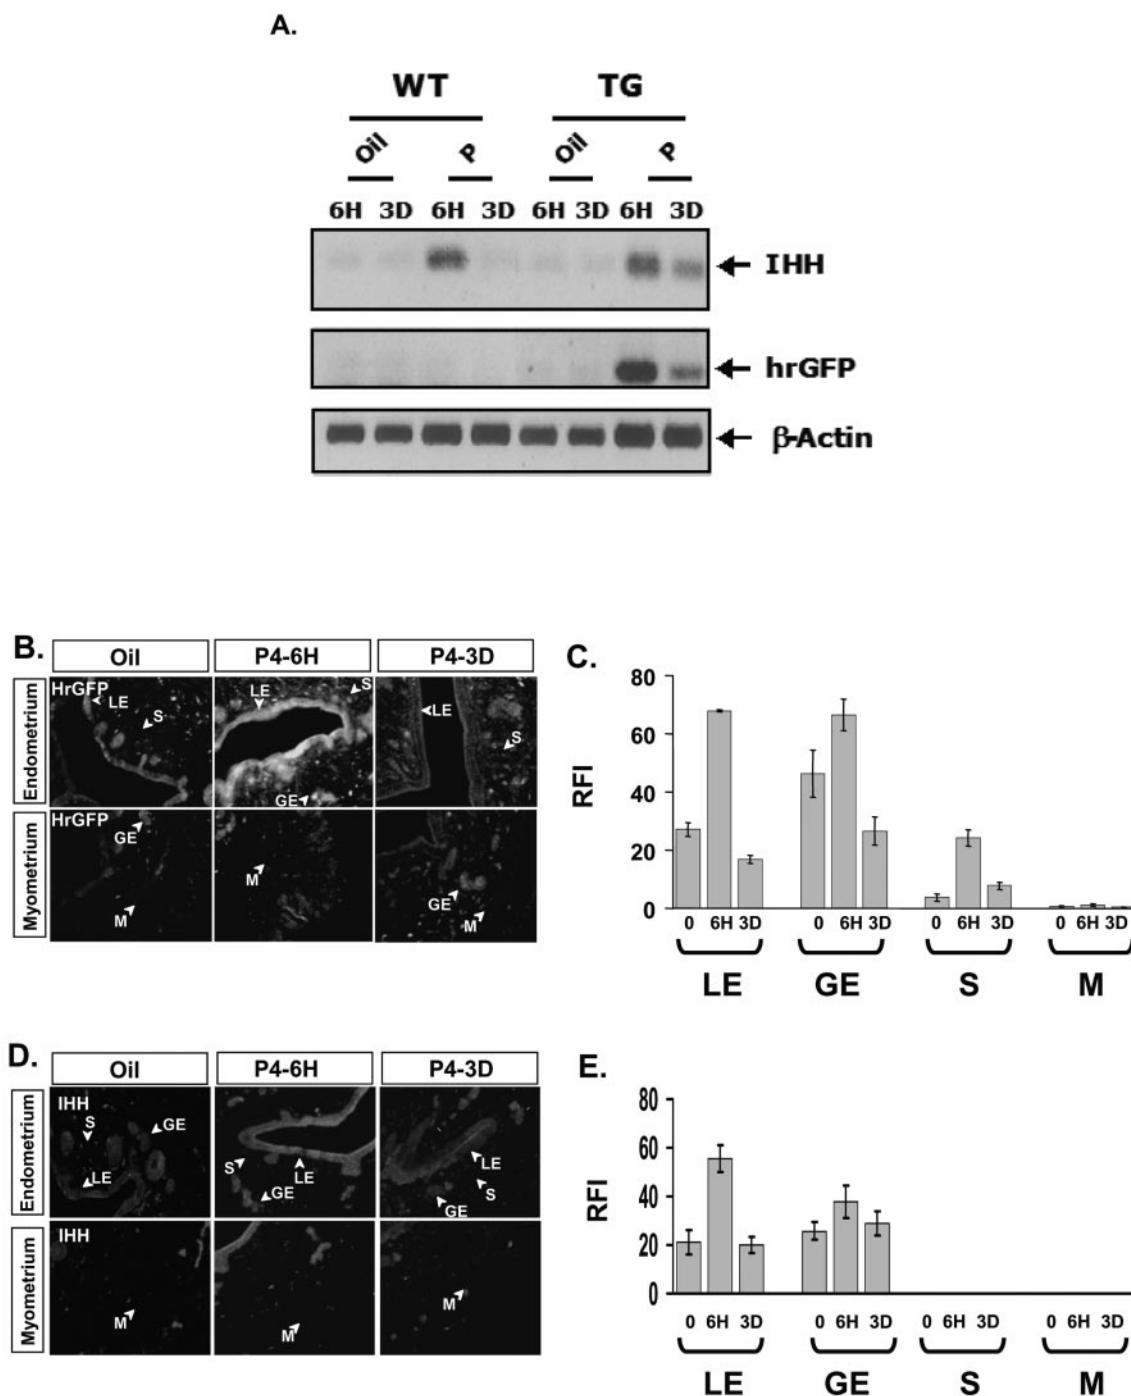 A.
WT TG
Oil P Oil P
6H 3D 6H 3D 6H 3D 6H 3D
IHH
hrGFP
β-Actin
B.
Oil P4-6H P4-3D
Endometrium
HrGFP LE S LE S GE LE S
Myometrium
HrGFP GE M M GE M
C.
RFI
80
60
40
20
0
0 6H 3D 0 6H 3D 0 6H 3D 0 6H 3D
LE GE S M
D.
Oil P4-6H P4-3D
Endometrium
IHH S GE LE S LE GE LE S GE
Myometrium
IHH M M M
E.
RFI
80
60
40
20
0
0 6H 3D 0 6H 3D 0 6H 3D 0 6H 3D
LE GE S M